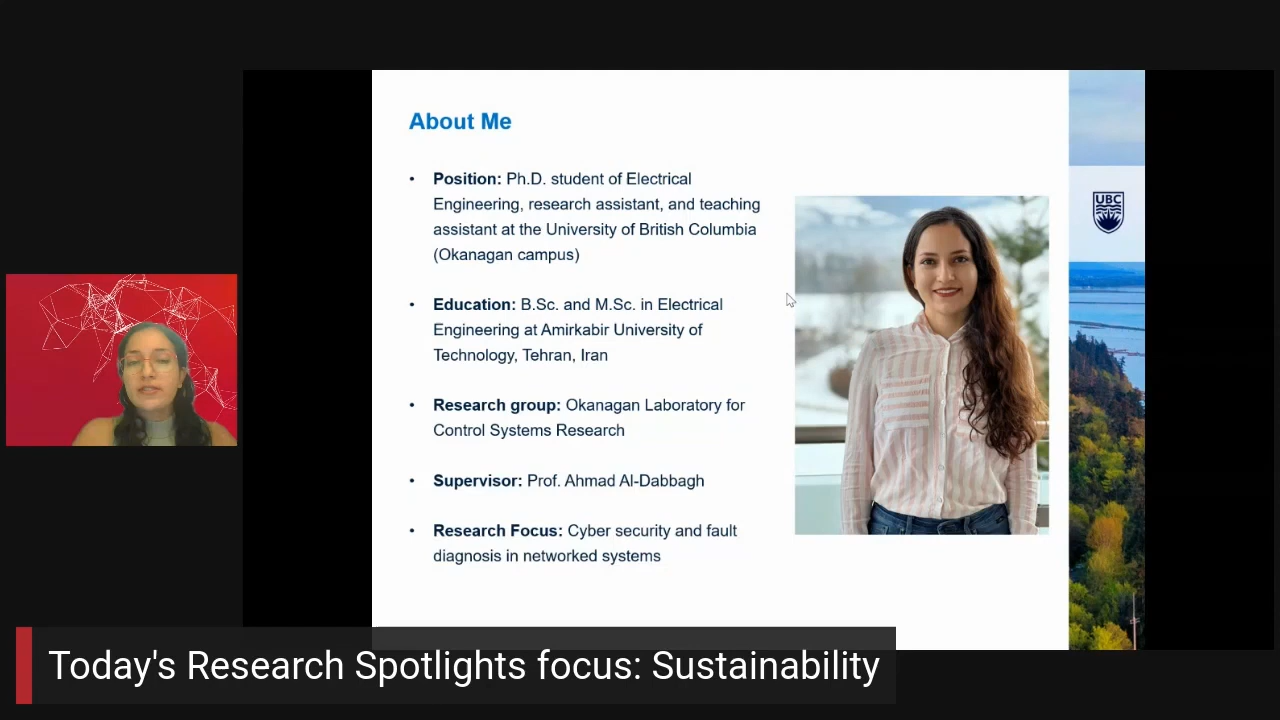 About Me
• Position: Ph.D. student of Electrical
Engineering, research assistant, and teaching
assistant at the University of British Columbia
(Okanagan campus)
• Education: B.Sc. and M.Sc. in Electrical
Engineering at Amirkabir University of
Technology, Tehran, Iran
• Research group: Okanagan Laboratory for
Control Systems Research
• Supervisor: Prof. Ahmad Al-Dabbagh
• Research Focus: Cyber security and fault
diagnosis in networked systems
UBC
Today's Research Spotlights focus: Sustainability